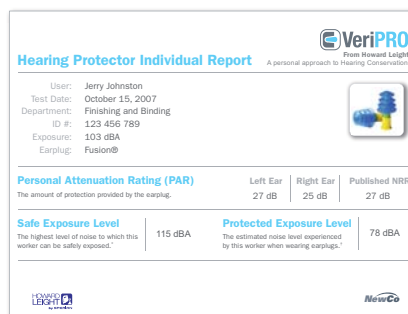 VeriPRO
From Howard Leight
Hearing Protector Individual Report
A personal approach to Hearing Conservation
User: Jerry Johnston
Test Date: October 15, 2007
Department: Finishing and Binding
ID #: 123 456 789
Exposure: 103 dBA
Earplug: Fusion®
Personal Attenuation Rating (PAR) Left Ear Right Ear Published NRR
The amount of protection provided by the earplug. 27 dB 25 dB 27 dB
Safe Exposure Level
The highest level of noise to which this
worker can be safely exposed.*
115 dBA
Protected Exposure Level
The estimated noise level experienced
by this worker when wearing earplugs.*
78 dBA
HOWARD
LEIGHT
NewCo